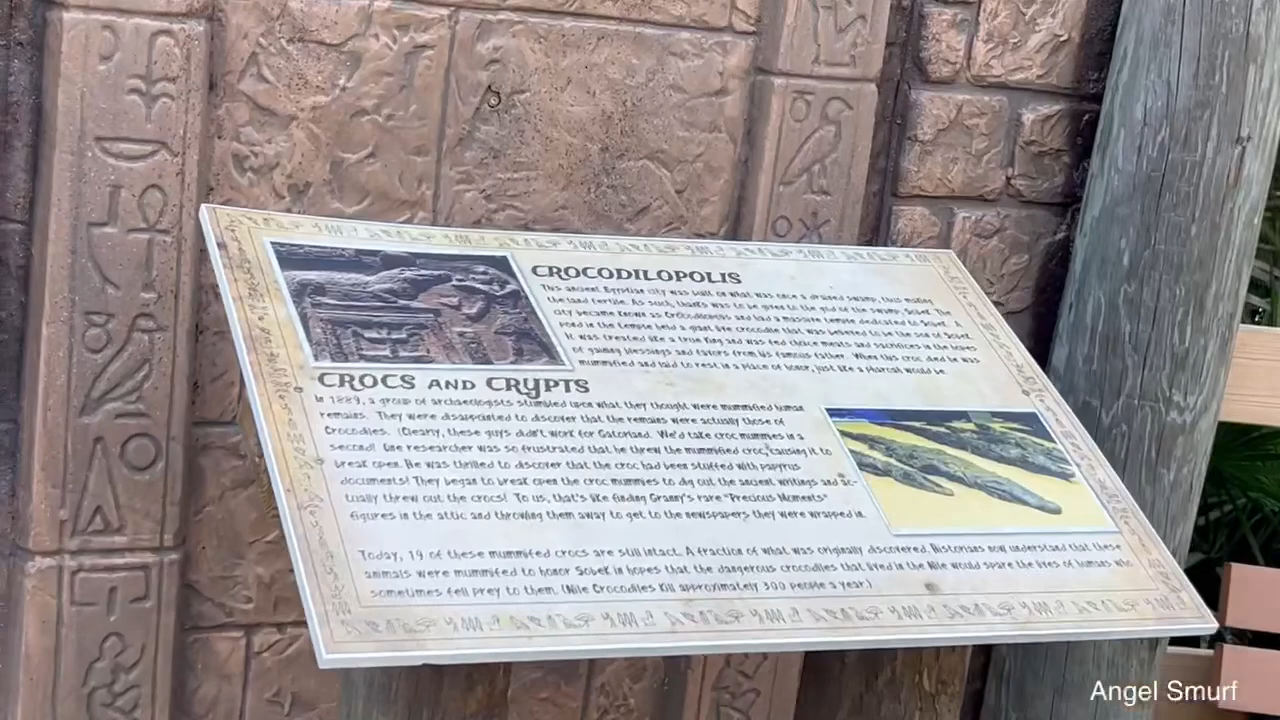 CROCODILOPOLIS
This ancient Egyptian city was built on what was once a drained swamp, thus making
the land fertile. As such, thanks was to be given to the god of the swamp, Sobek. The
city became known as Crocodilopolis and had a massive temple dedicated to Sobek. A
pond in the temple held a giant live crocodile that was believed to be the son of Sobek.
It was treated like a true king and was fed choice meats and sacrifices in the hopes
of gaining blessings and favors from his famous father. When this croc died he was
mummified and laid to rest in a place of honor, just like a pharoah would be.
CROCS AND CRYPTS
In 1889, a group of archaeologists stumbled upon what they thought were mummified human
remains. They were disappointed to discover that the remains were actually those of
Crocodiles. (Clearly, these guys didn't work for Gatorland. We'd take croc mummies in a
second! One researcher was so frustrated that he threw the mummified croc, causing it to
break open. He was thrilled to discover that the croc had been stuffed with papyrus
documents! They began to break open the croc mummies to dig out the ancient writings and ac-
tually threw out the crocs! To us, that's like finding Granny's rare "Precious Moments"
figures in the attic and throwing them away to get to the newspapers they were wrapped in.
Today, 19 of these mummifed crocs are still intact. A fraction of what was originally discovered. Historians now understand that these
animals were mummifed to honor Sobek in hopes that the dangerous crocodiles that lived in the Nile would spare the lives of humans who
sometimes fell prey to them. (Nile Crocodiles kill approximately 300 people a year.)
Angel Smurf